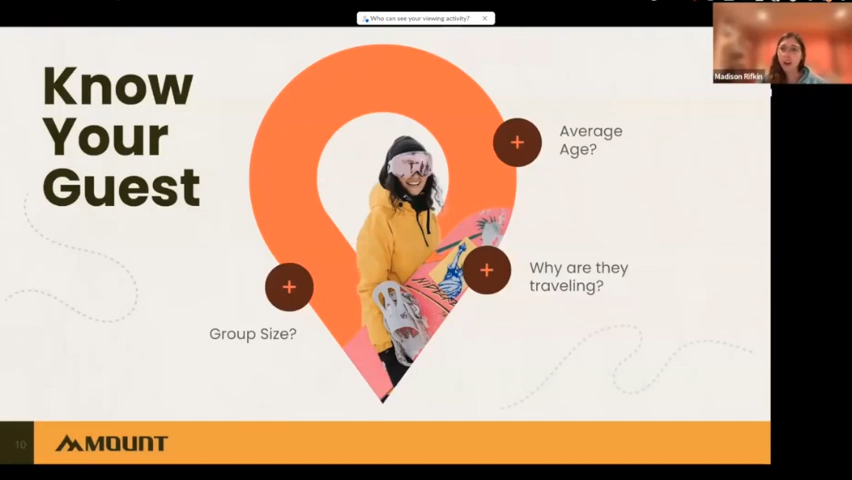 Who can see your viewing activity?
Madison Rifkin
Know
Your
Guest
Average
Age?
Why are they
traveling?
Group Size?
10
MOUNT